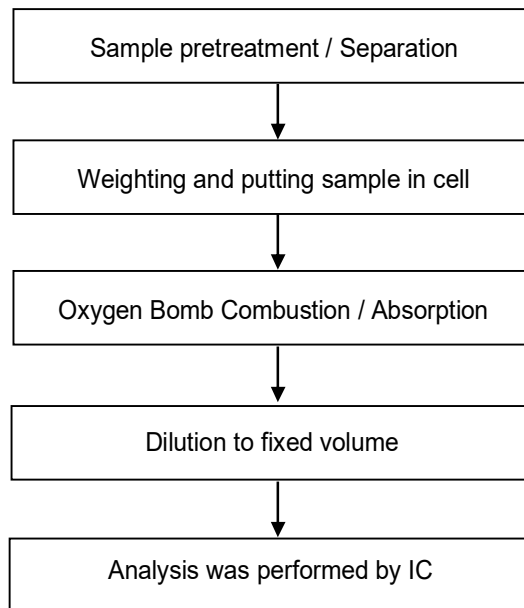 Sample pretreatment / Separation
Weighting and putting sample in cell
Oxygen Bomb Combustion / Absorption
Dilution to fixed volume
Analysis was performed by IC